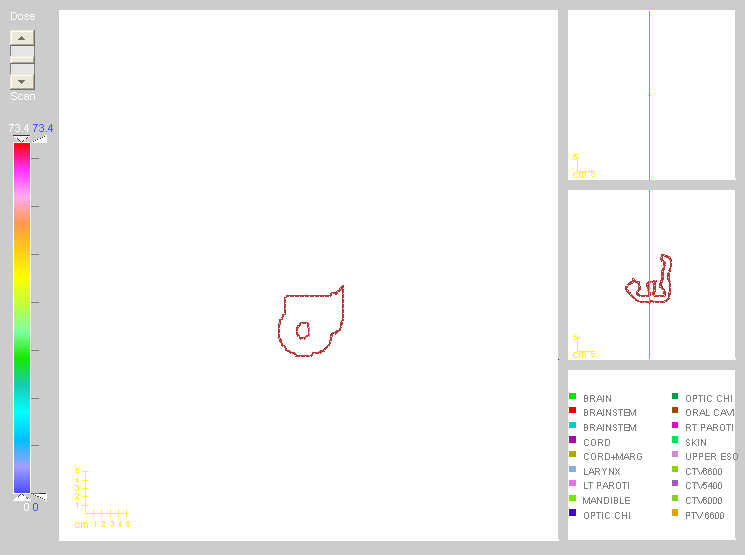 Dose
Scan
73.4 73.4
0 0
5
4
3
2
1
cm 1 2 3 4 5
5
cm 5
5
cm 5
BRAIN OPTIC CHI
BRAINSTEM ORAL CAVI
BRAINSTEM RT PAROTI
CORD SKIN
CORD+MARG UPPER ESO
LARYNX CTV6600
LT PAROTI CTV5400
MANDIBLE CTV6000
OPTIC CHI PTV6600